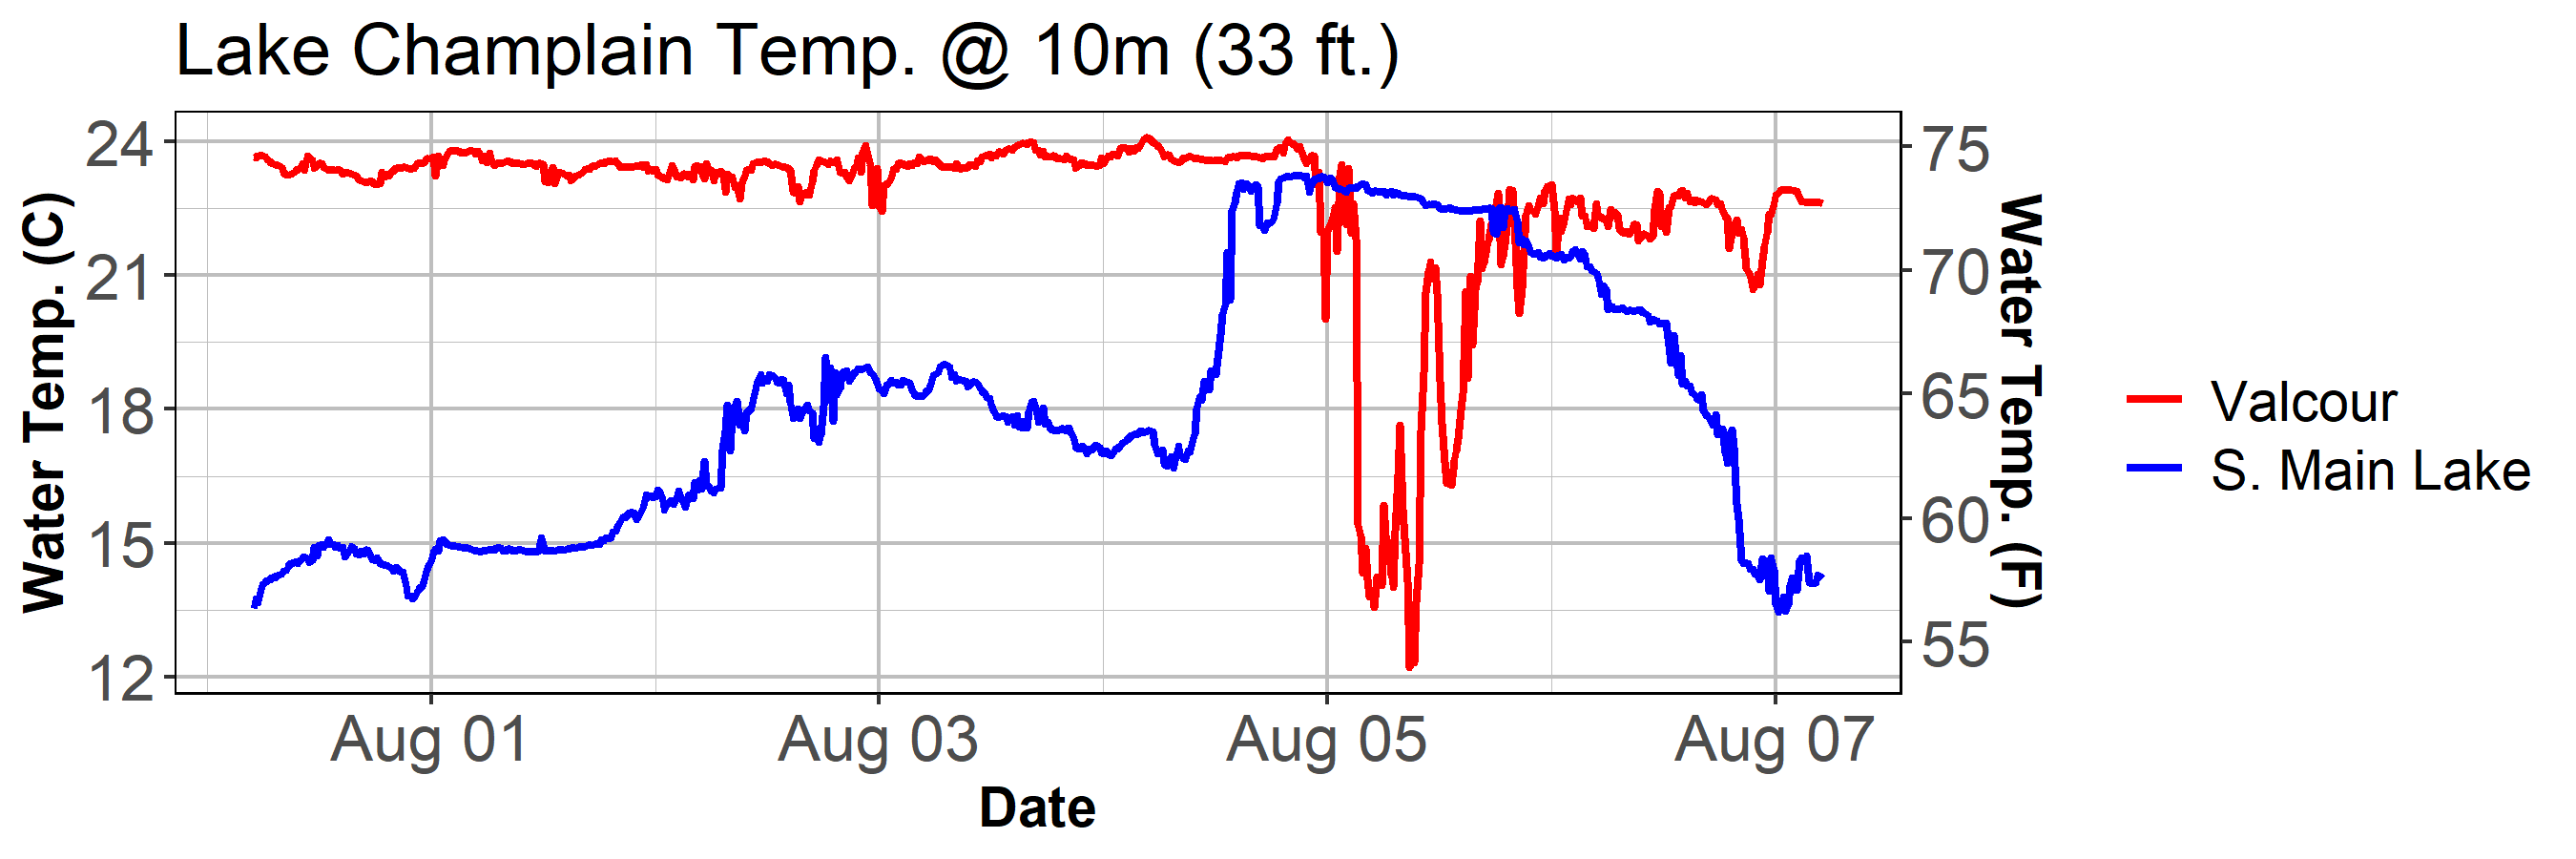 Lake Champlain Temp. @ 10m (33 ft.)
Water Temp. (C)
24
21
18
15
12
75
70
65
60
55
Water Temp. (F)
Aug 01
Aug 03
Aug 05
Aug 07
Date
Valcour
S. Main Lake